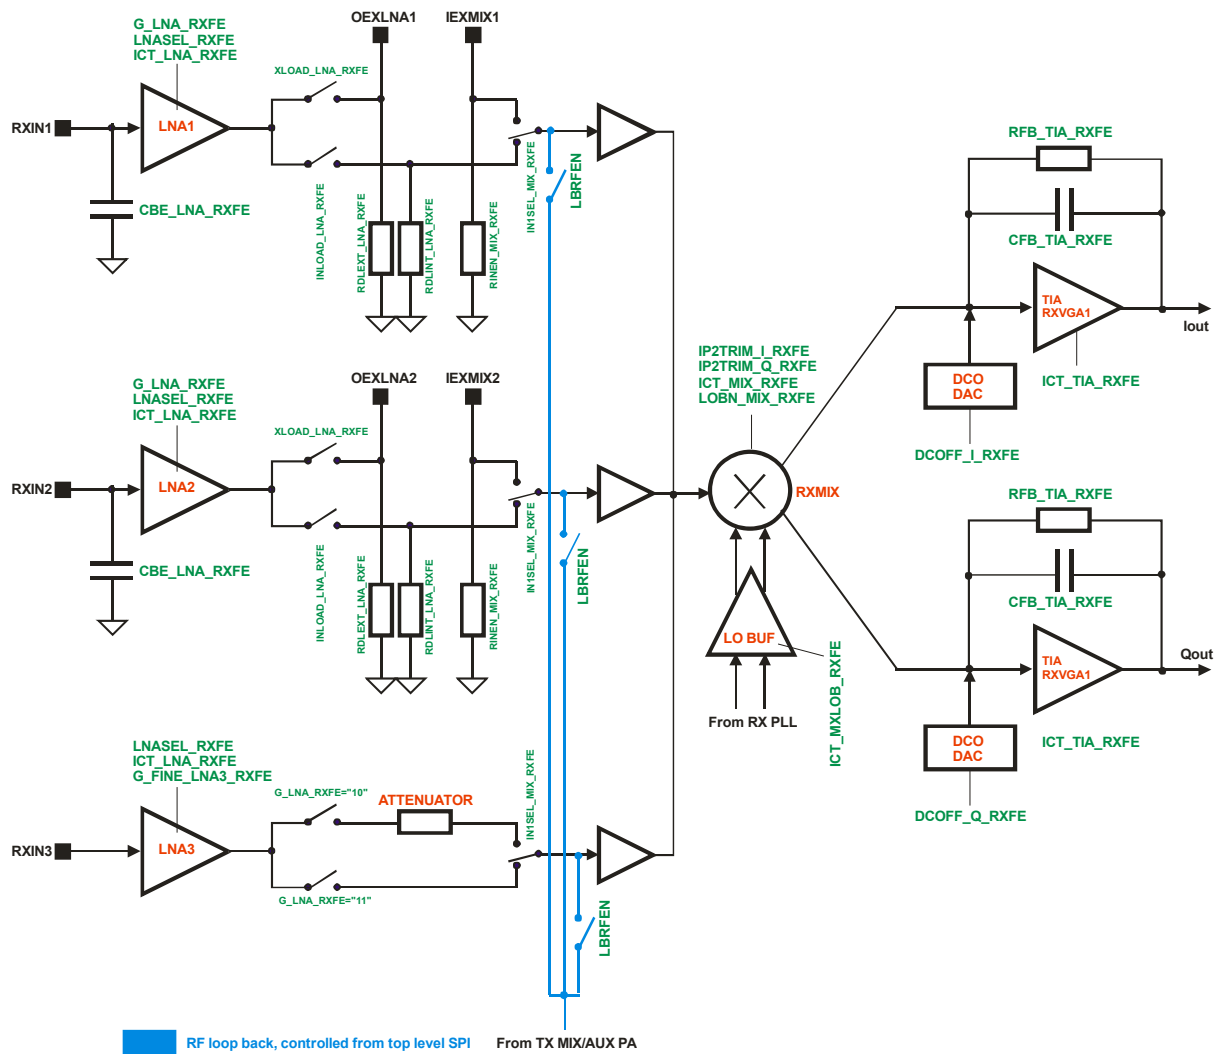 G_LNA_RXFE
LNASEL_RXFE
ICT_LNA_RXFE
OEXLNA1
IEXMIX1
XLOAD_LNA_RXFE
RXIN1
LNA1
CBE_LNA_RXFE
INLOAD_LNA_RXFE
RDLEXT_LNA_RXFE
RDLINT_LNA_RXFE
RINEN_MIX_RXFE
IN1SEL_MIX_RXFE
LBRFEN
RFB_TIA_RXFE
CFB_TIA_RXFE
TIA
RXVGA1
Iout
DCO
DAC
ICT_TIA_RXFE
DCOFF_I_RXFE
G_LNA_RXFE
LNASEL_RXFE
ICT_LNA_RXFE
OEXLNA2
IEXMIX2
XLOAD_LNA_RXFE
RXIN2
LNA2
CBE_LNA_RXFE
INLOAD_LNA_RXFE
RDLEXT_LNA_RXFE
RDLINT_LNA_RXFE
RINEN_MIX_RXFE
IN1SEL_MIX_RXFE
LBRFEN
IP2TRIM_I_RXFE
IP2TRIM_Q_RXFE
ICT_MIX_RXFE
LOBN_MIX_RXFE
RXMIX
LO BUF
ICT_MXLOB_RXFE
From RX PLL
RFB_TIA_RXFE
CFB_TIA_RXFE
TIA
RXVGA1
Qout
DCO
DAC
ICT_TIA_RXFE
DCOFF_Q_RXFE
LNASEL_RXFE
ICT_LNA_RXFE
G_FINE_LNA3_RXFE
G_LNA_RXFE="10"
ATTENUATOR
IN1SEL_MIX_RXFE
RXIN3
LNA3
G_LNA_RXFE="11"
LBRFEN
RF loop back, controlled from top level SPI
From TX MIX/AUX PA